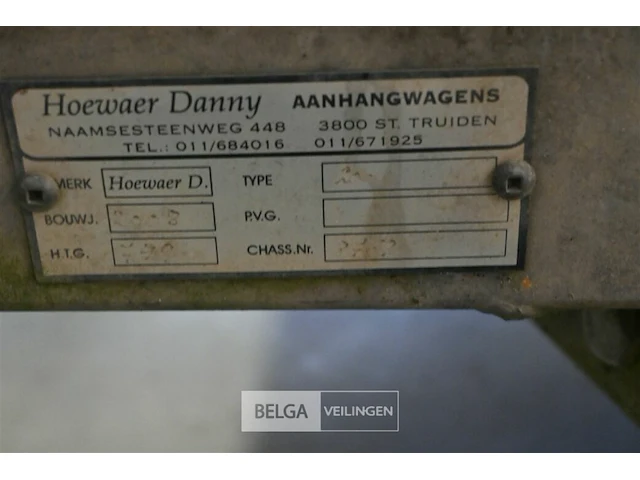 Hoewaer Danny AANHANGWAGENS
NAAMSESTEENWEG 448 3800 ST. TRUIDEN
TEL.: 011/684016 011/671925
MERK Hoewaer D. TYPE
BOUWJ. 2008 P.V.G.
H.T.G. CHASS.Nr.
BELGA VEILINGEN